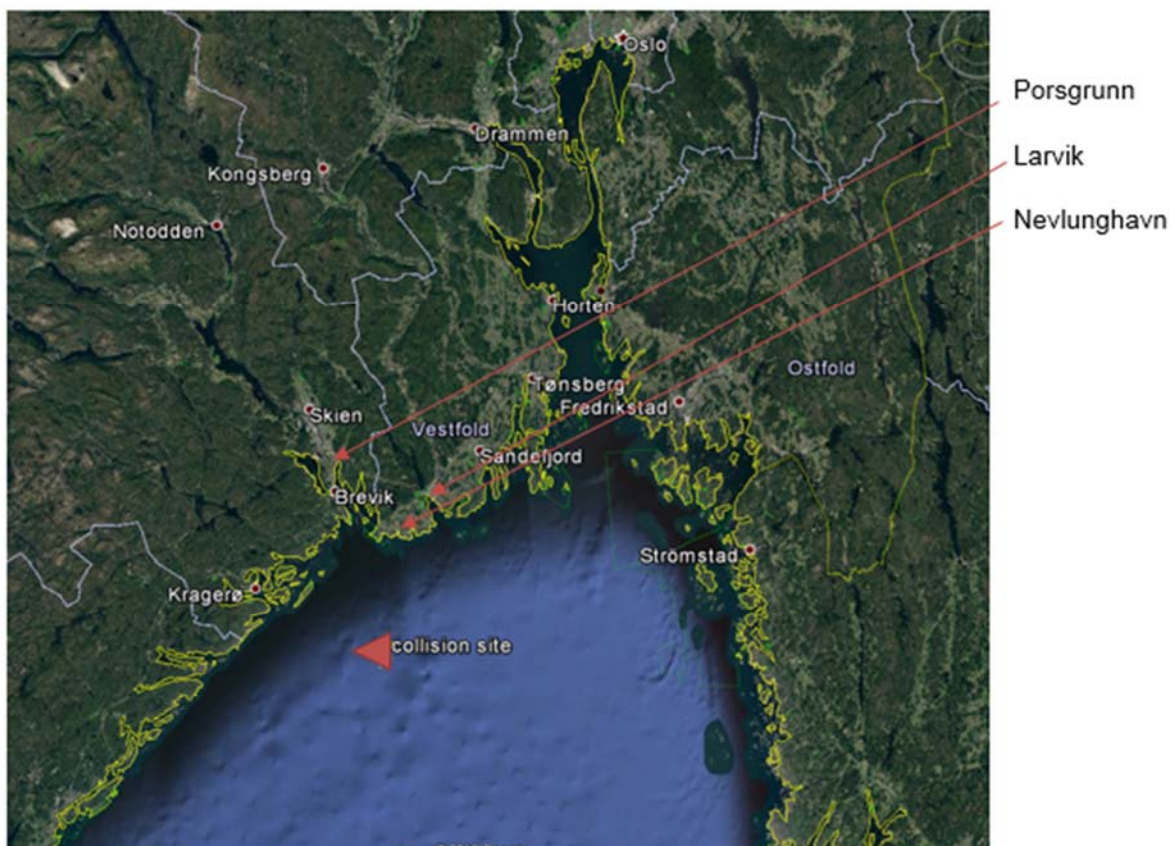 Oslo
Porsgrunn
Drammen
Larvik
Kongsberg
Nevlunghavn
Notodden
Horten
Ostfold
Tønsberg
Fredrikstad
Skien
Vestfold
Sandefjord
Brevik
Strömstad
Kragerø
collision site